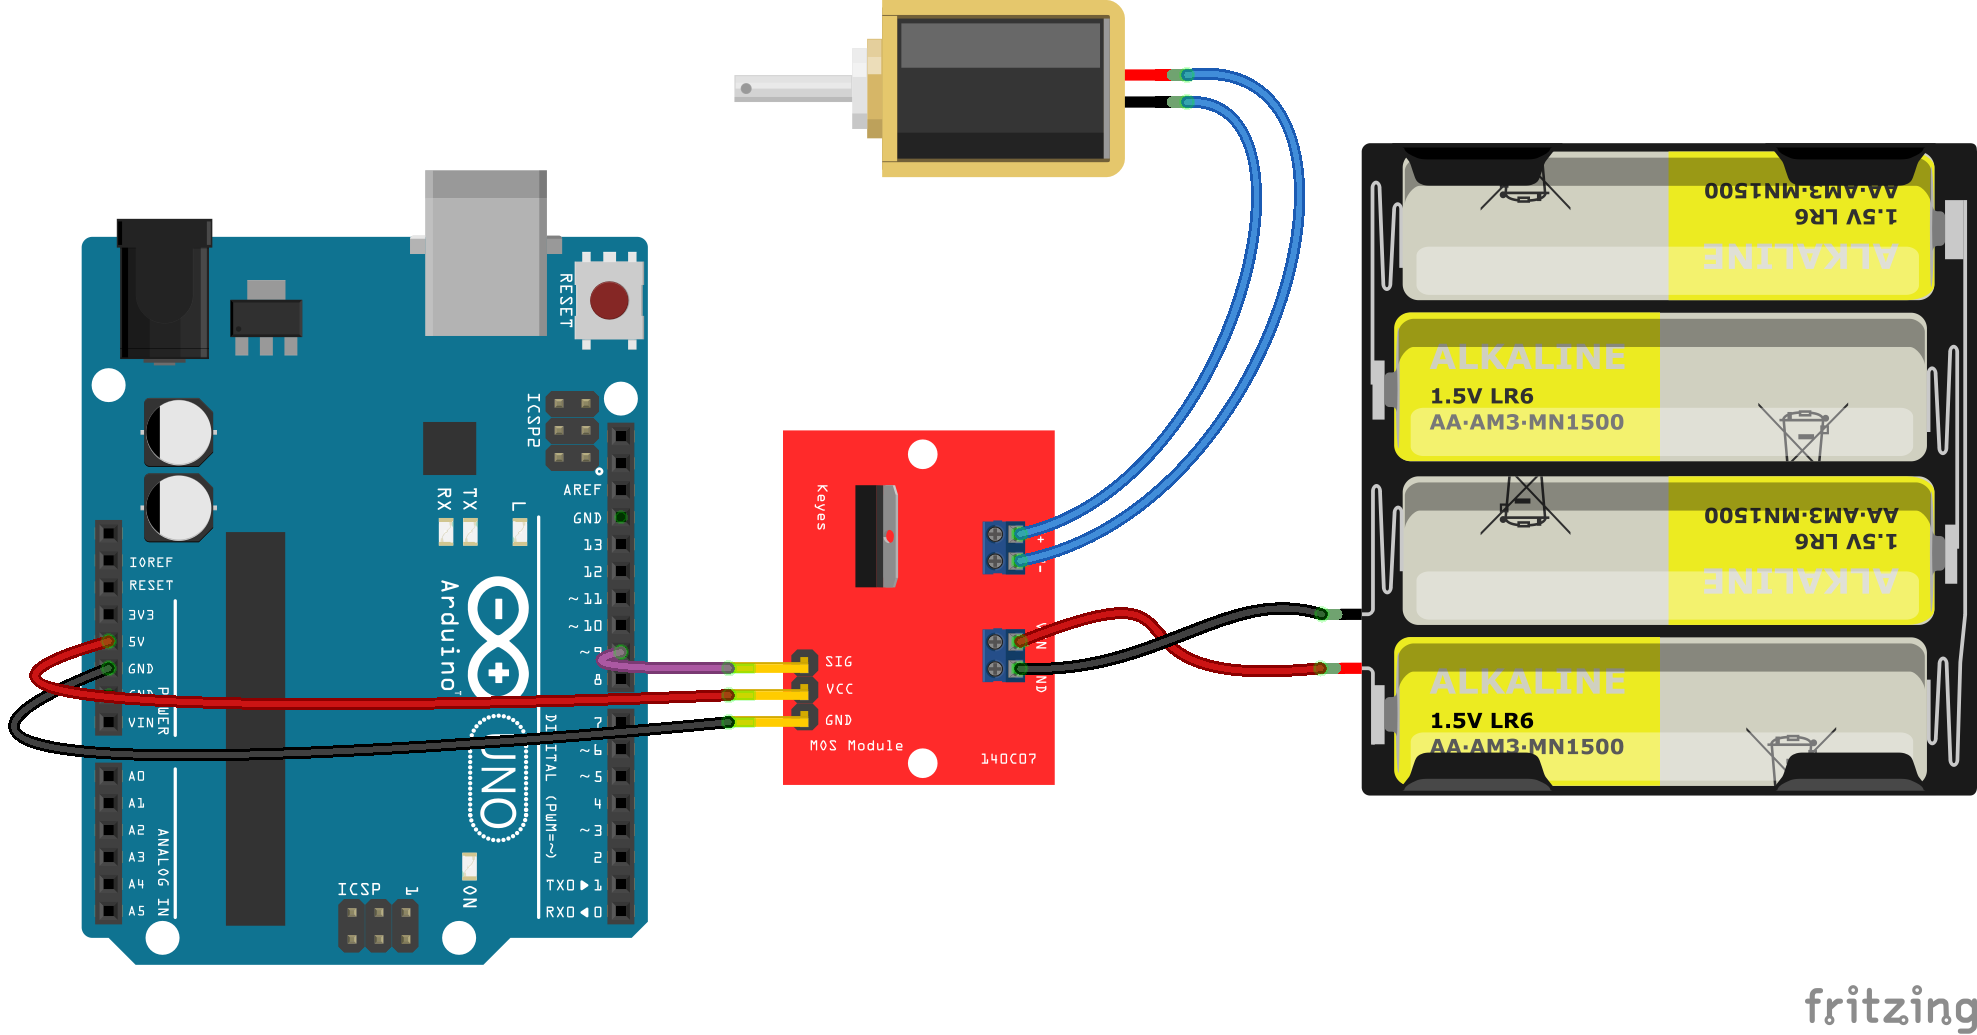 RESET
ICSP2
AREF
GND
13
12
~11
~10
~9
8
7
~6
~5
4
~3
2
TX0▶1
RX0◀0
RX
TX
L
IOREF
RESET
3V3
5V
GND
GND
VIN
POWER
A0
A1
A2
A3
A4
A5
ANALOG IN
Arduino
UNO
DIGITAL (PWM=~)
ICSP
1
ON
Keyes
SIG
VCC
GND
MOS Module
140C07
+
-
VIN
GND
AA·AM3·MN1500
1.5V LR6
ALKALINE
ALKALINE
1.5V LR6
AA·AM3·MN1500
AA·AM3·MN1500
1.5V LR6
ALKALINE
ALKALINE
1.5V LR6
AA·AM3·MN1500
fritzing